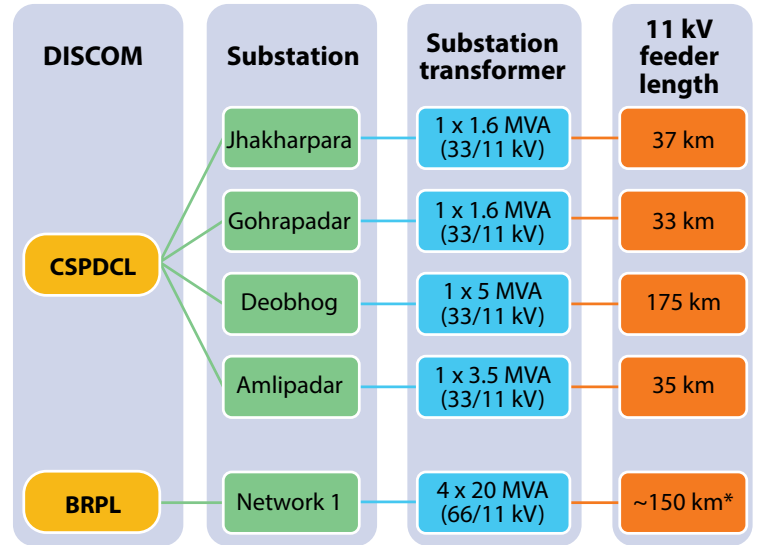 DISCOM
Substation
Substation
transformer
11 kV
feeder
length
CSPDCL
Jhakharpara
1 x 1.6 MVA
(33/11 kV)
37 km
Gohrapadar
1 x 1.6 MVA
(33/11 kV)
33 km
Deobhog
1 x 5 MVA
(33/11 kV)
175 km
Amlipadar
1 x 3.5 MVA
(33/11 kV)
35 km
BRPL
Network 1
4 x 20 MVA
(66/11 kV)
~150 km*